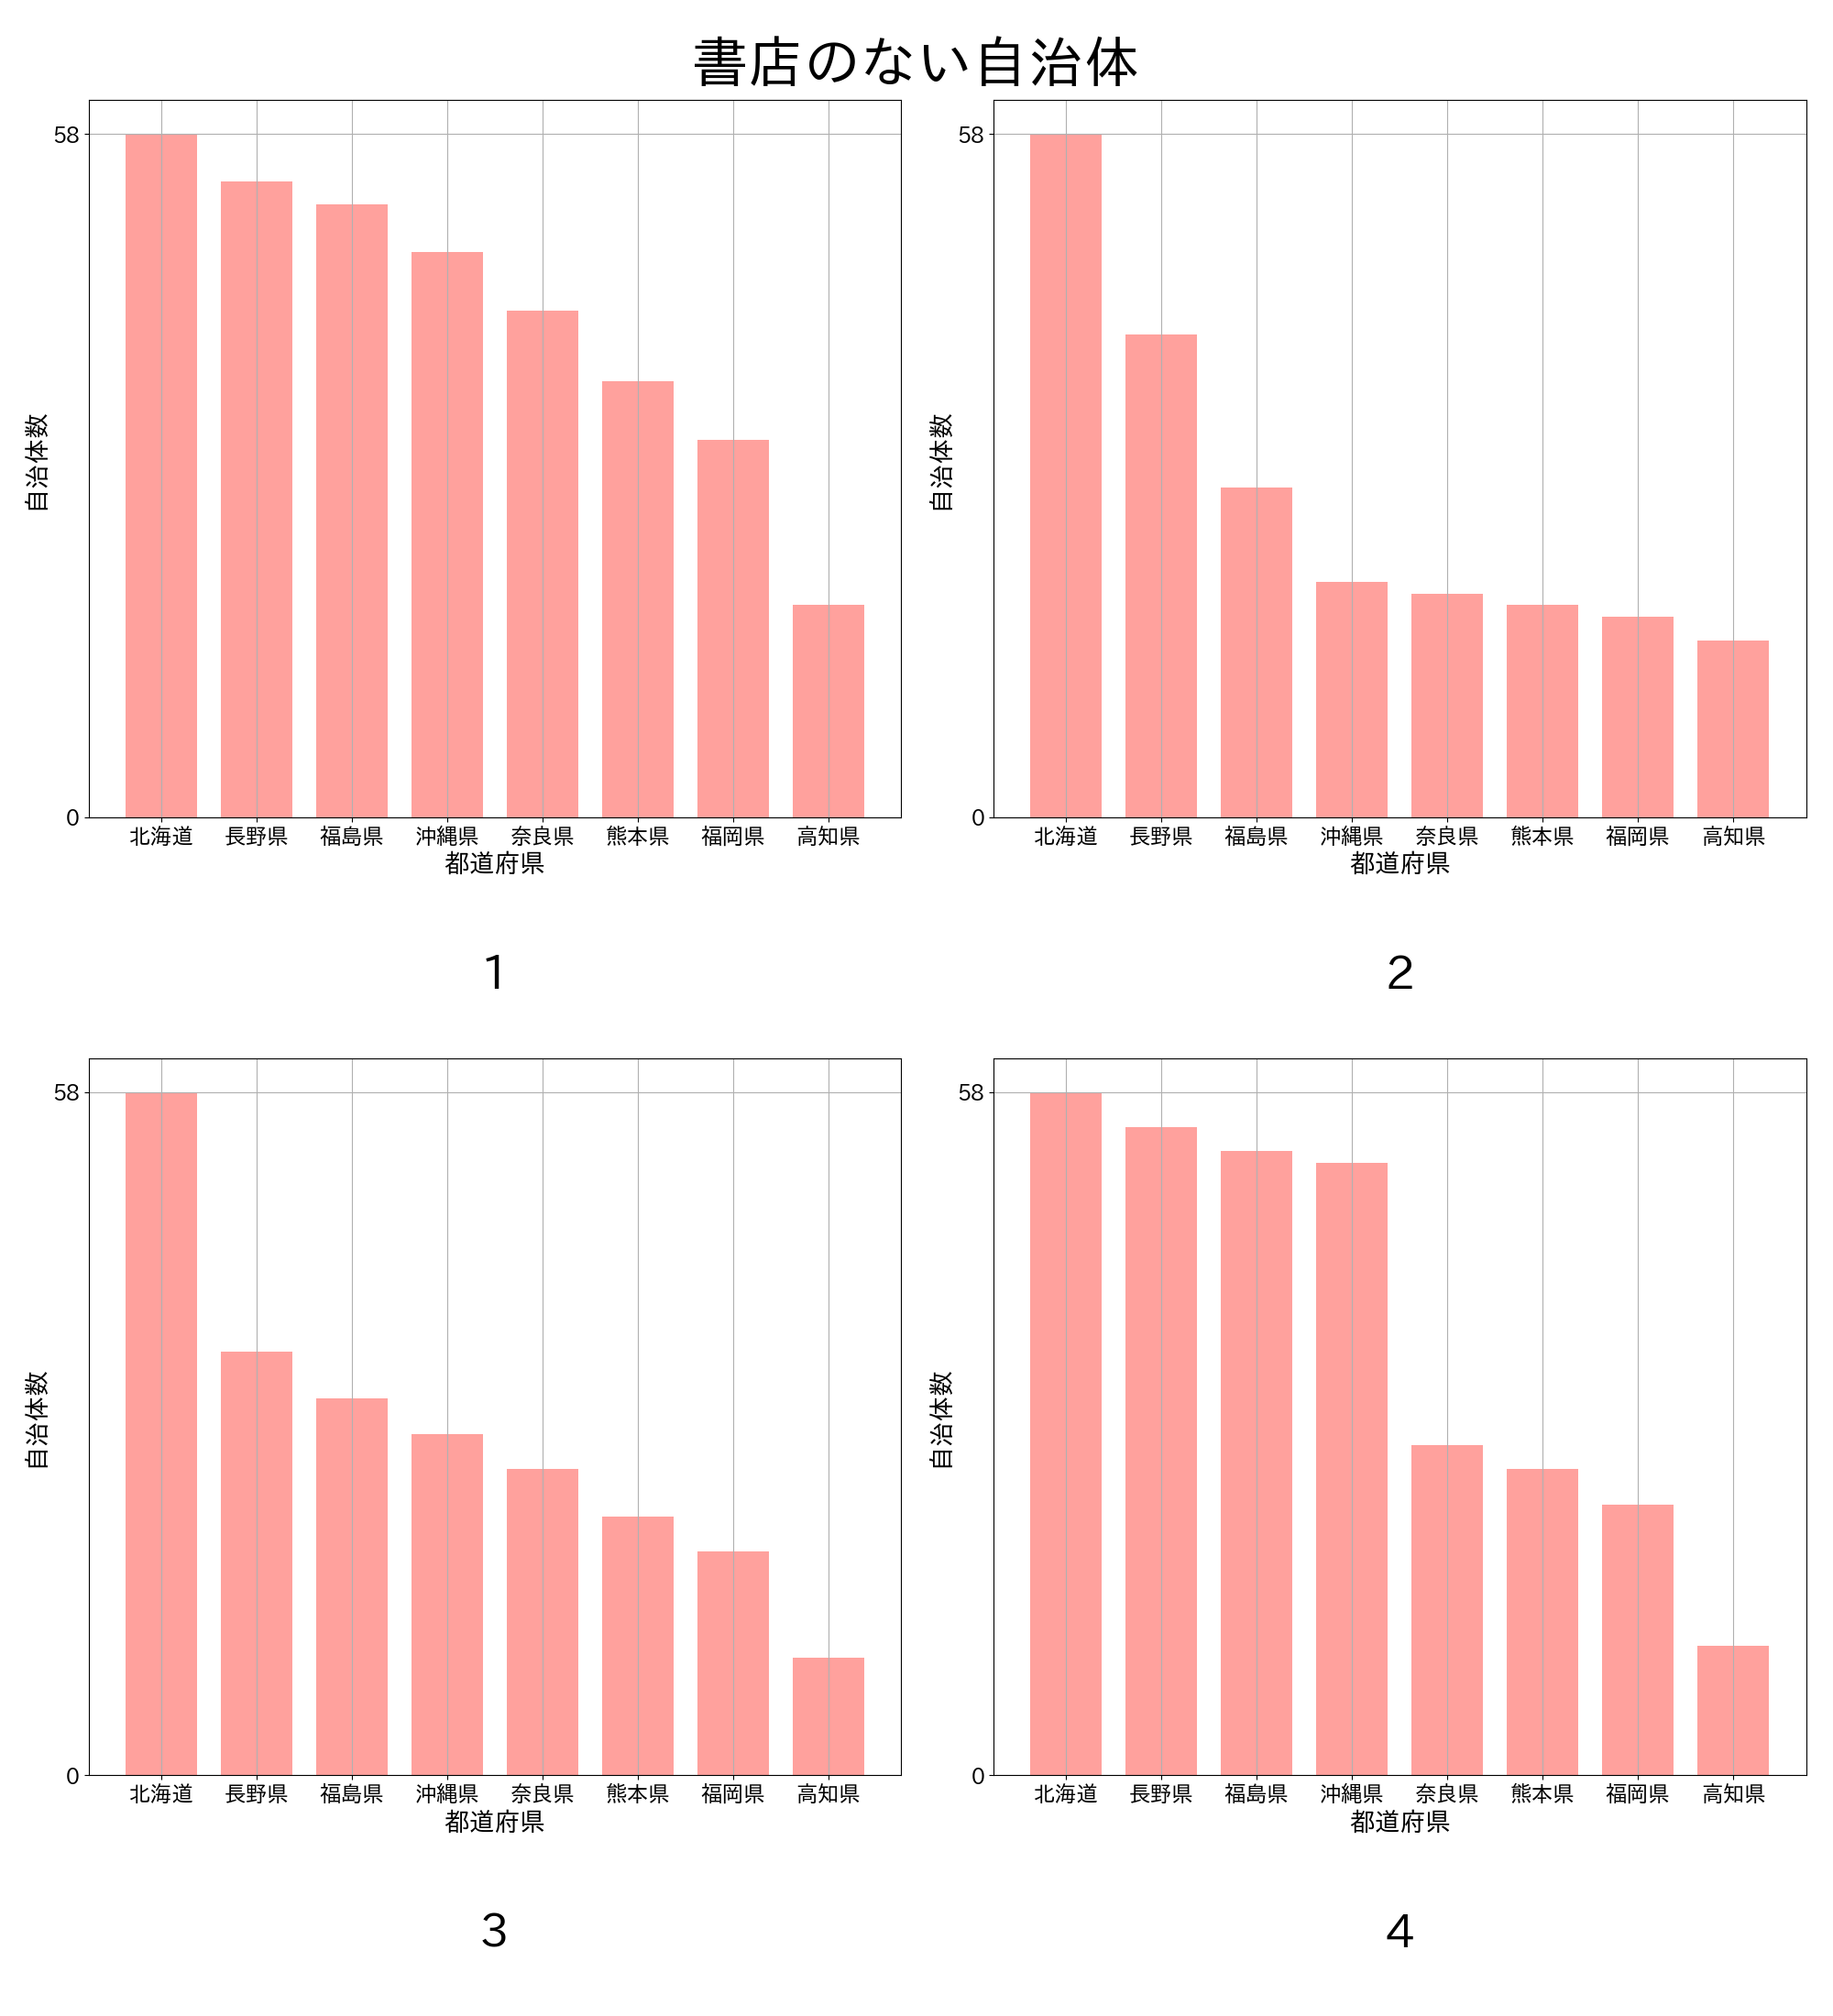 書店のない自治体
58
0
自治体数
北海道 長野県 福島県 沖縄県 奈良県 熊本県 福岡県 高知県
都道府県
1
58
0
自治体数
北海道 長野県 福島県 沖縄県 奈良県 熊本県 福岡県 高知県
都道府県
2
58
0
自治体数
北海道 長野県 福島県 沖縄県 奈良県 熊本県 福岡県 高知県
都道府県
3
58
0
自治体数
北海道 長野県 福島県 沖縄県 奈良県 熊本県 福岡県 高知県
都道府県
4